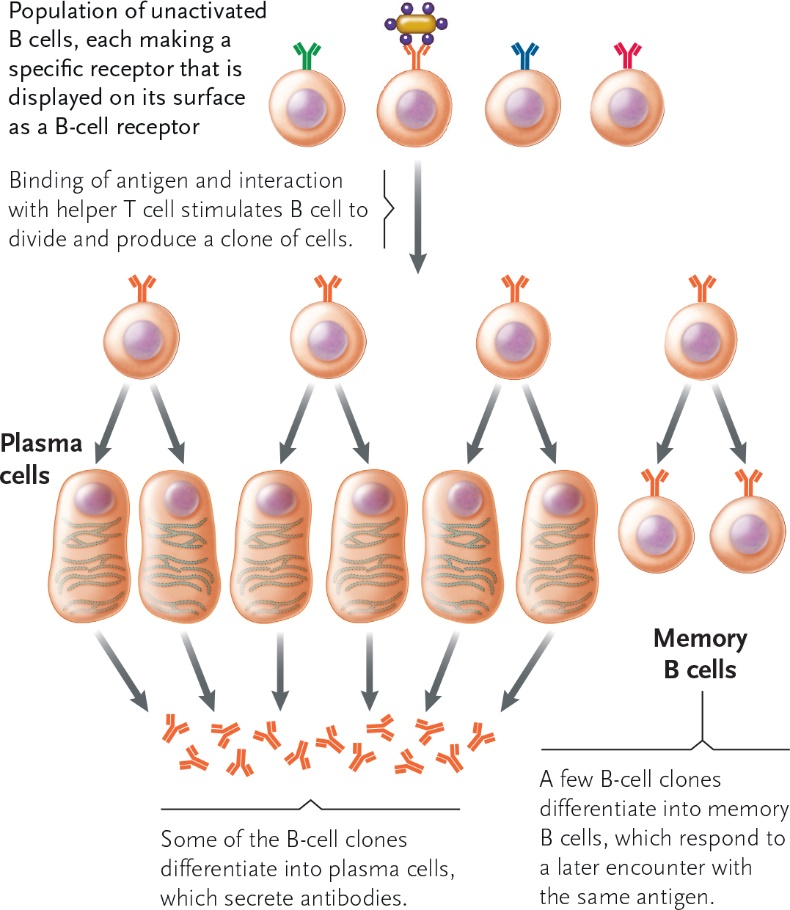 Population of unactivated
B cells, each making a
specific receptor that is
displayed on its surface
as a B-cell receptor
Binding of antigen and interaction
with helper T cell stimulates B cell to
divide and produce a clone of cells.
Plasma
cells
Memory
B cells
Some of the B-cell clones
differentiate into plasma cells,
which secrete antibodies.
A few B-cell clones
differentiate into memory
B cells, which respond to
a later encounter with
the same antigen.